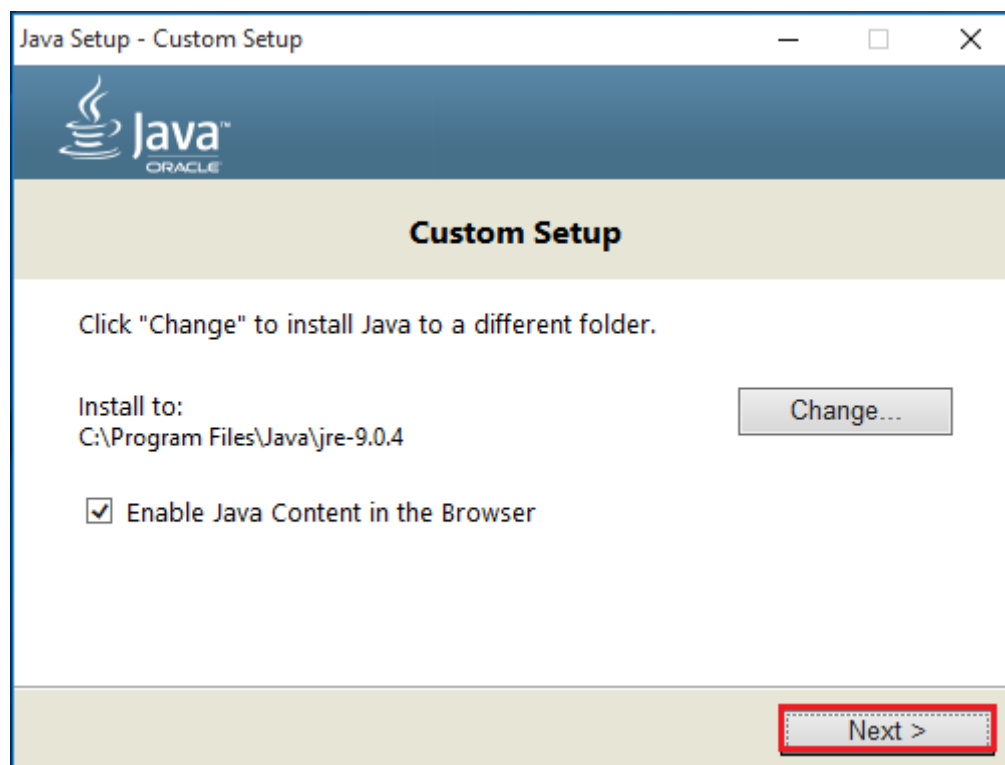 Java Setup - Custom Setup
Java™
ORACLE
Custom Setup
Click "Change" to install Java to a different folder.
Install to:
Change...
C:\Program Files\Java\jre-9.0.4
Enable Java Content in the Browser
Next >